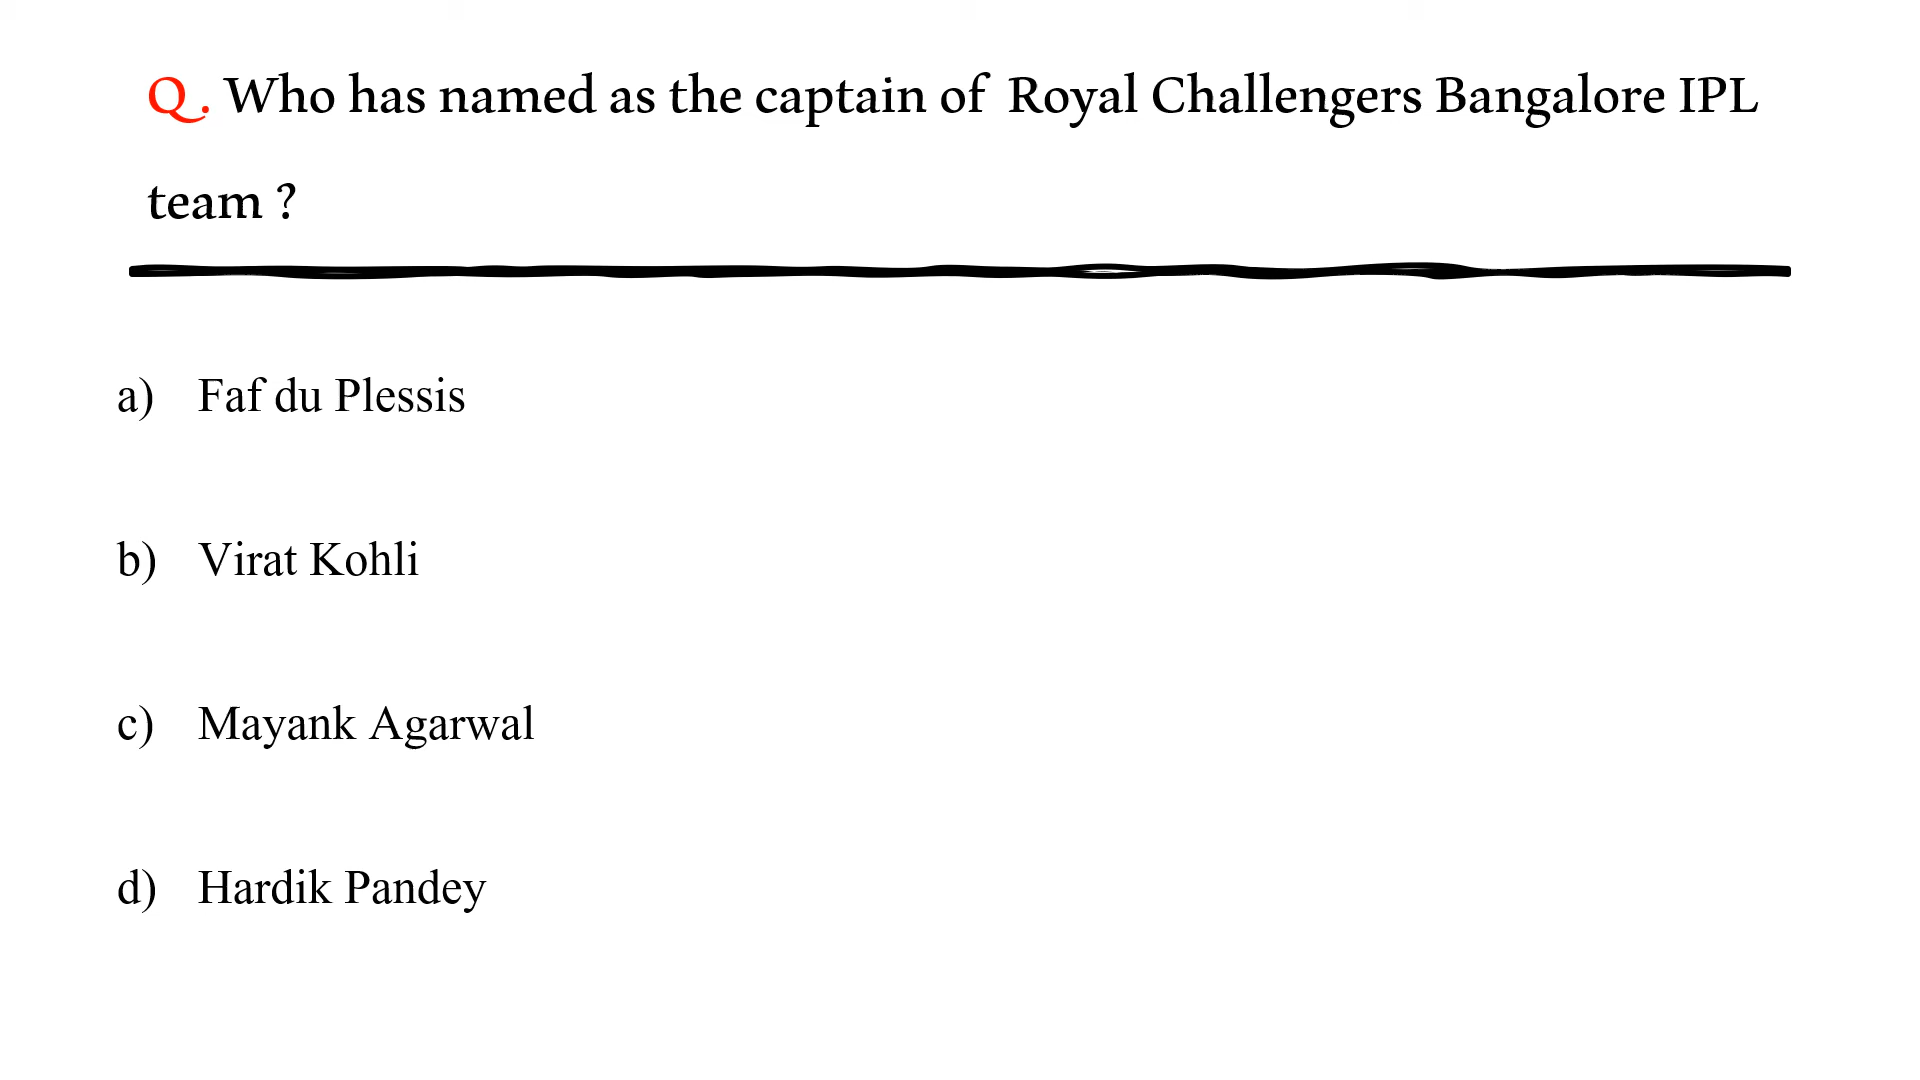 Q. Who has named as the captain of Royal Challengers Bangalore IPL
team ?
a) Faf du Plessis
b) Virat Kohli
c) Mayank Agarwal
d) Hardik Pandey